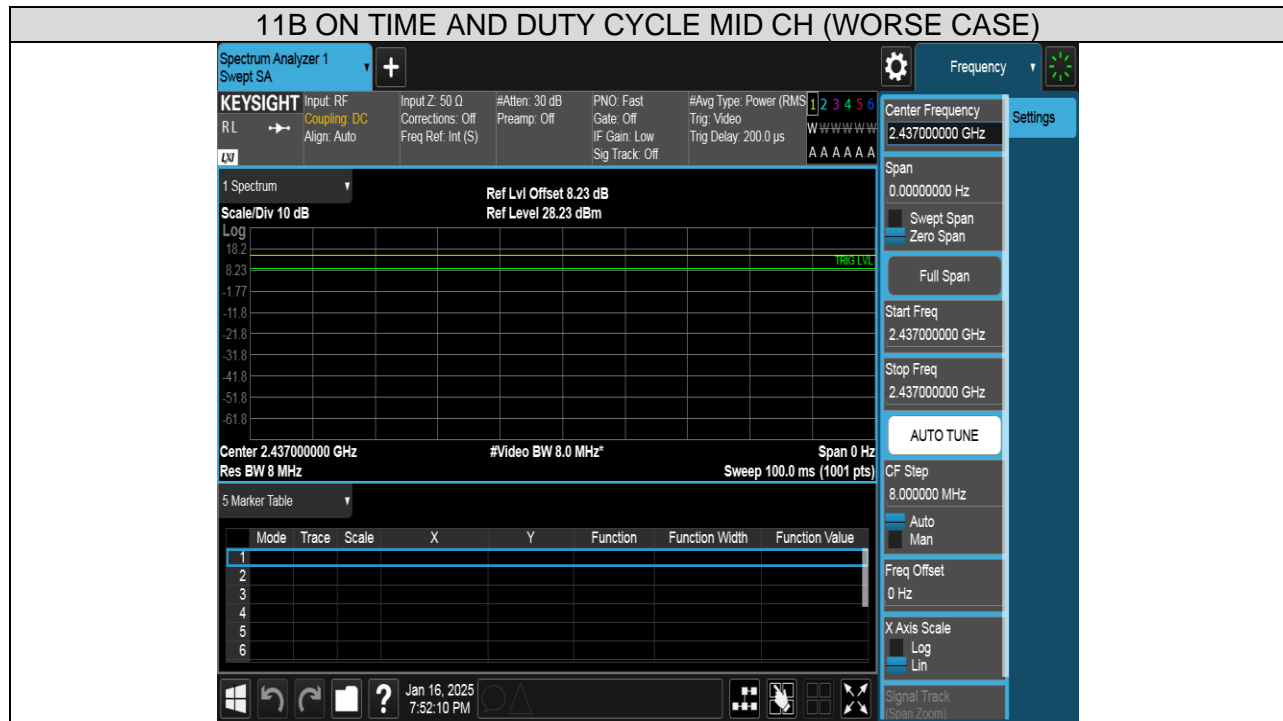 11B ON TIME AND DUTY CYCLE MID CH (WORSE CASE)
Spectrum Analyzer 1
Swept SA
+
Frequency
KEYSIGHT
RL
LXI
Input: RF
Coupling: DC
Align: Auto
Input Z: 50 Ω
Corrections: Off
Freq Ref: Int (S)
#Atten: 30 dB
Preamp: Off
PNO: Fast
Gate: Off
IF Gain: Low
Sig Track: Off
#Avg Type: Power (RMS
Trig: Video
Trig Delay: 200.0 µs
1 2 3 4 5 6
W W W W W W
A A A A A A
1 Spectrum
Scale/Div 10 dB
Ref Lvl Offset 8.23 dB
Ref Level 28.23 dBm
Log
18.2
8.23
-1.77
-11.8
-21.8
-31.8
-41.8
-51.8
-61.8
TRIG LVL
Center 2.437000000 GHz
#Video BW 8.0 MHz*
Span 0 Hz
Res BW 8 MHz
Sweep 100.0 ms (1001 pts)
5 Marker Table
Mode Trace Scale X Y Function Function Width Function Value
1
2
3
4
5
6
Center Frequency
2.437000000 GHz
Settings
Span
0.00000000 Hz
Swept Span
Zero Span
Full Span
Start Freq
2.437000000 GHz
Stop Freq
2.437000000 GHz
AUTO TUNE
CF Step
8.000000 MHz
Auto
Man
Freq Offset
0 Hz
X Axis Scale
Log
Lin
Signal Track
(Span Zoom)
?
Jan 16, 2025
7:52:10 PM